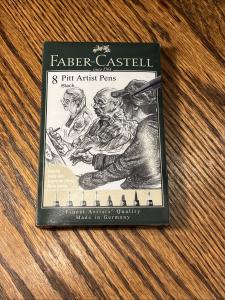 FABER-CASTELL
since 1761
8 Pitt Artist Pens
Black
Finest Artists' Quality
Made in Germany